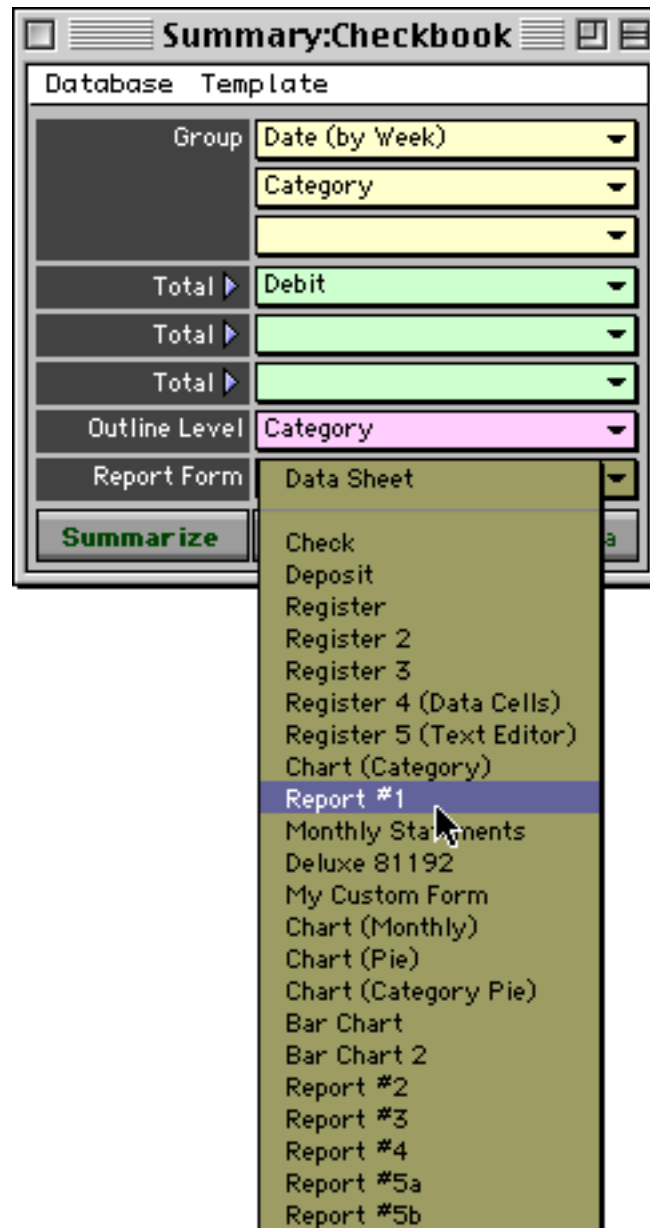 Summary:Checkbook
Database Template
Group Date (by Week)
Category
Total Debit
Total
Total
Outline Level Category
Report Form Data Sheet
Summarize a
Check
Deposit
Register
Register 2
Register 3
Register 4 (Data Cells)
Register 5 (Text Editor)
Chart (Category)
Report #1
Monthly Statements
Deluxe 81192
My Custom Form
Chart (Monthly)
Chart (Pie)
Chart (Category Pie)
Bar Chart
Bar Chart 2
Report #2
Report #3
Report #4
Report #5a
Report #5b